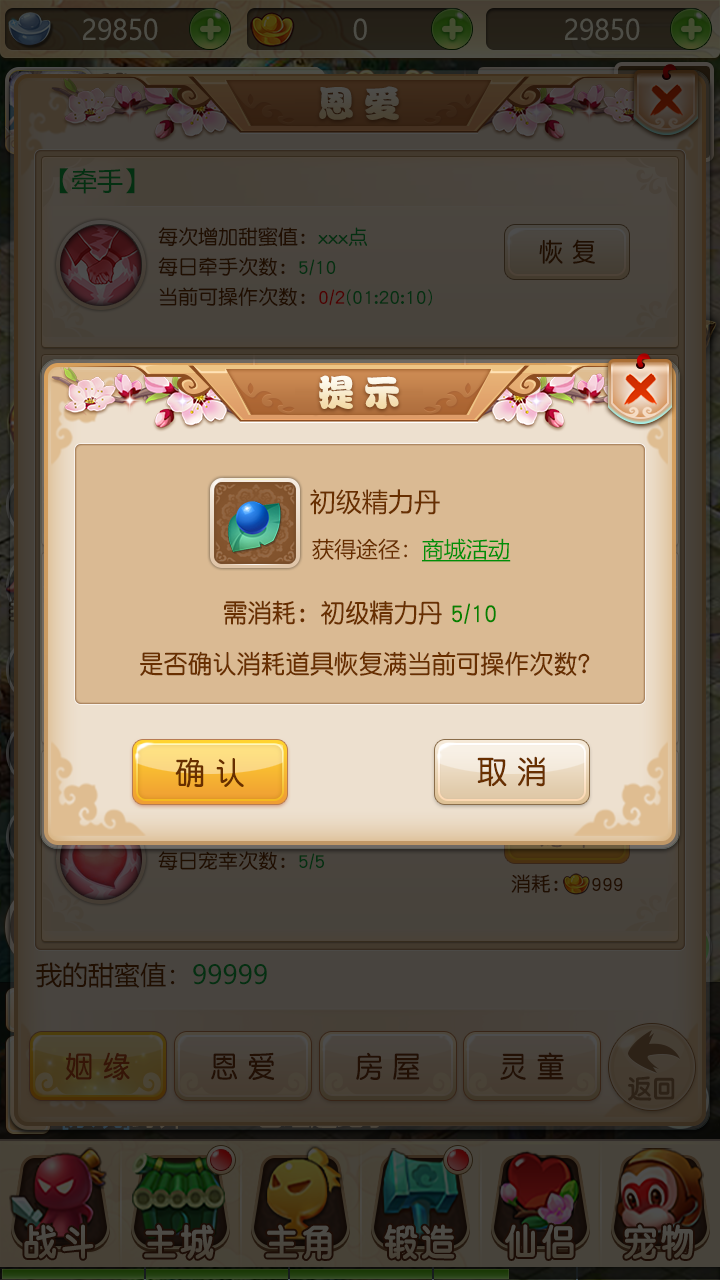 29850 0 29850
恩爱
【牵手】
每次增加甜蜜值：xxx点
每日牵手次数：5/10
恢复
当前可操作次数：0/2(01:20:10)
提示
初级精力丹
获得途径：商城活动
需消耗：初级精力丹 5/10
是否确认消耗道具恢复满当前可操作次数?
确认 取消
每日宠幸次数：5/5
消耗:999
我的甜蜜值：99999
姻缘 恩爱 房屋 灵童 返回
战斗 主城 主角 锻造 仙侣 宠物